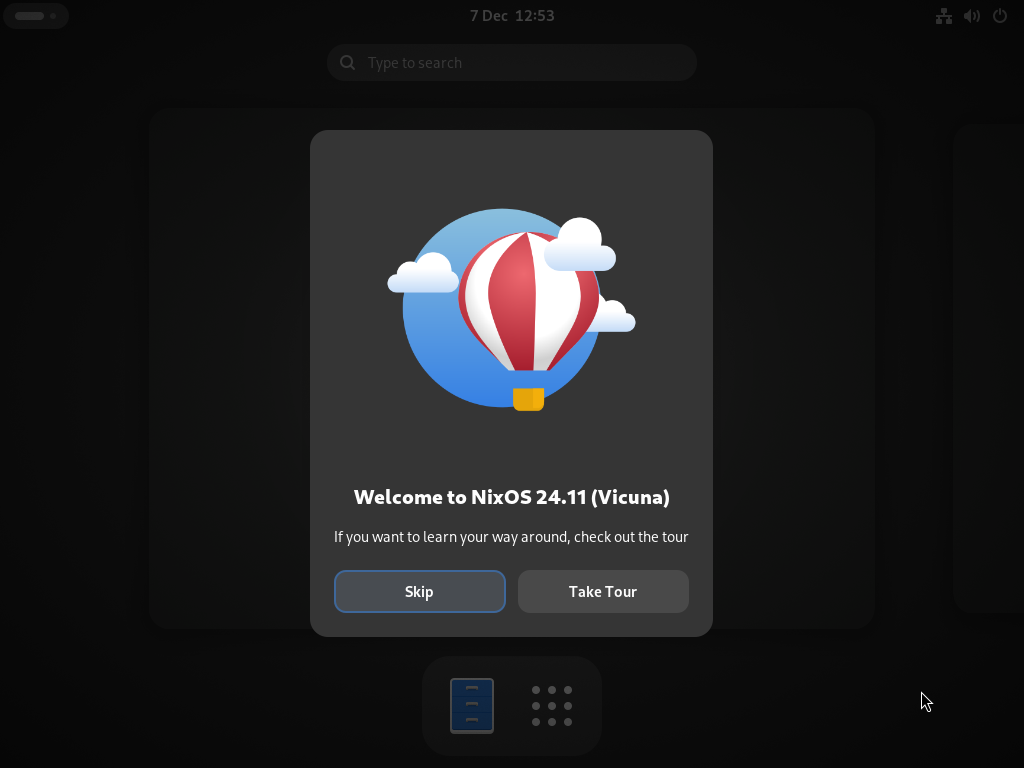 7 Dec 12:53
Type to search
Welcome to NixOS 24.11 (Vicuna)
If you want to learn your way around, check out the tour
Skip
Take Tour